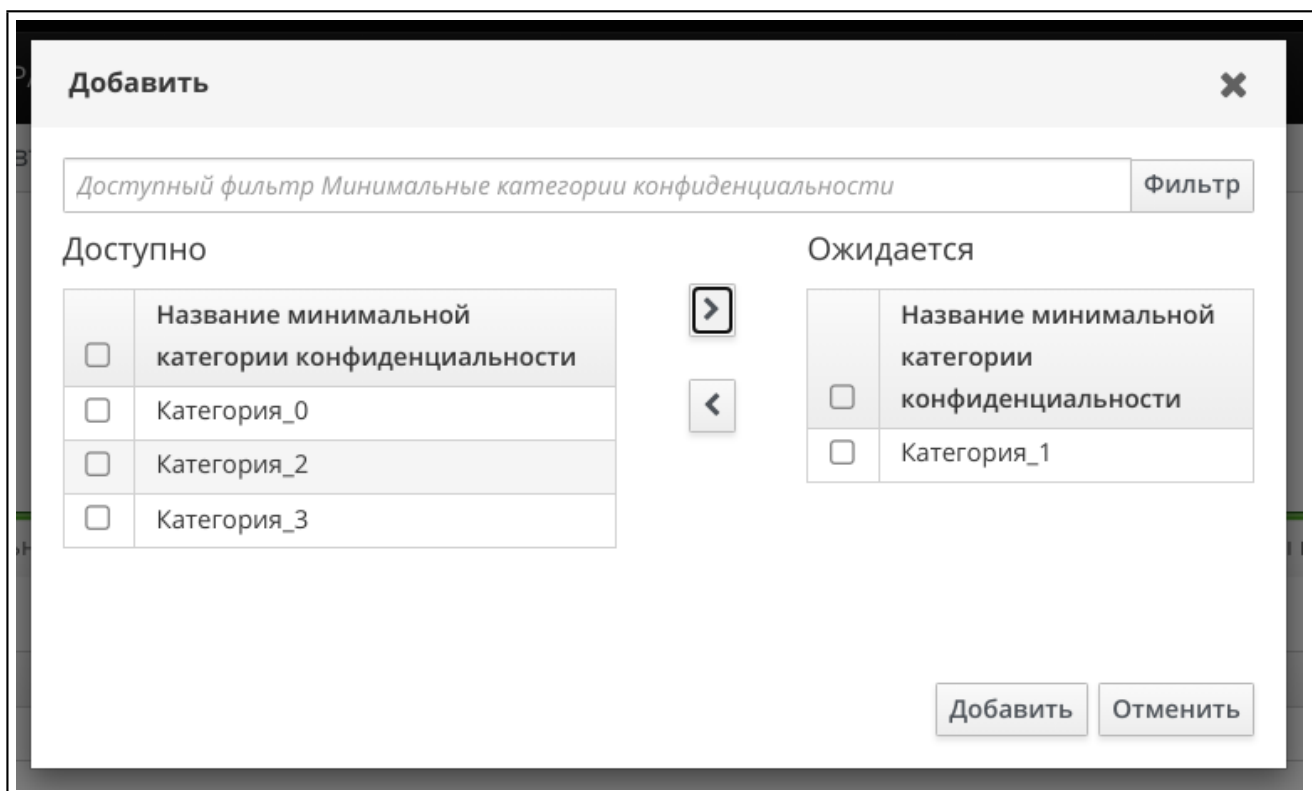 Добавить
Доступный фильтр Минимальные категории конфиденциальности
Фильтр
Доступно
Название минимальной
категории конфиденциальности
Категория_0
Категория_2
Категория_3
Ожидается
Название минимальной
категории
конфиденциальности
Категория_1
Добавить
Отменить